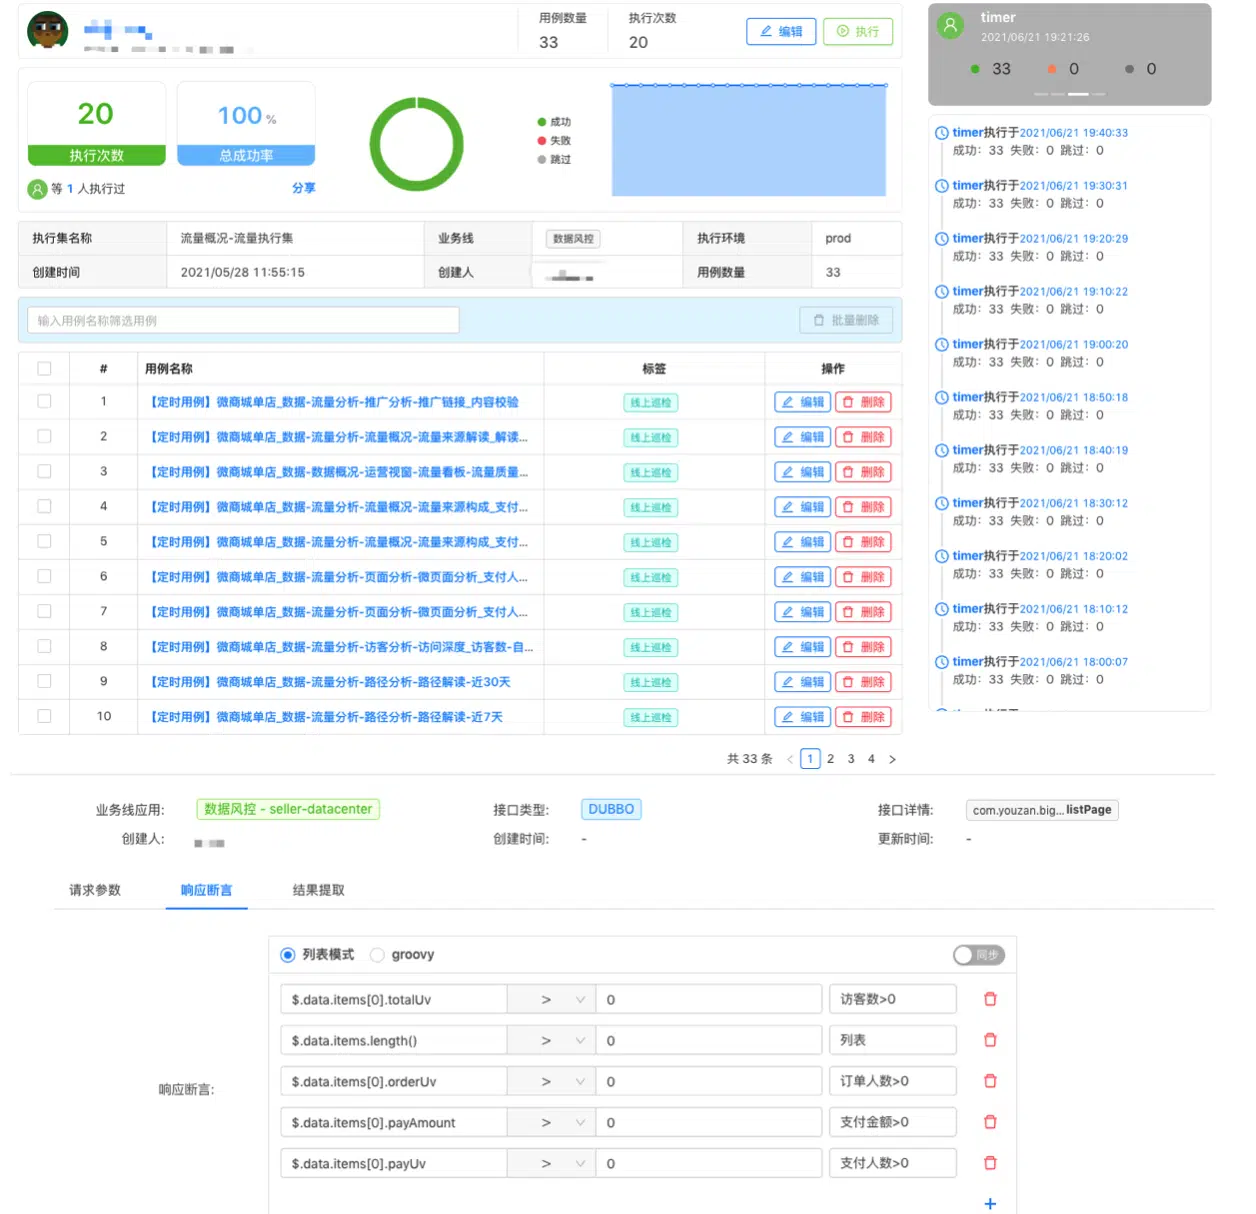 用例数量
33
执行次数
20
编辑
执行
20
执行次数
100 %
总成功率
等 1 人执行过
分享
成功
失败
跳过
执行集名称 流量概况-流量执行集 业务线 数据风控 执行环境 prod
创建时间 2021/05/28 11:55:15 创建人 用例数量 33
输入用例名称筛选用例
批量删除
# 用例名称 标签 操作
1 【定时用例】微商城单店_数据-流量分析-推广分析-推广链接_内容校验 线上巡检 编辑 删除
2 【定时用例】微商城单店_数据-流量分析-流量概况-流量来源解读_解读... 线上巡检 编辑 删除
3 【定时用例】微商城单店_数据-数据概况-运营视窗-流量看板-流量质量... 线上巡检 编辑 删除
4 【定时用例】微商城单店_数据-流量分析-流量概况-流量来源构成_支付... 线上巡检 编辑 删除
5 【定时用例】微商城单店_数据-流量分析-流量概况-流量来源构成_支付... 线上巡检 编辑 删除
6 【定时用例】微商城单店_数据-流量分析-页面分析-微页面分析_支付人... 线上巡检 编辑 删除
7 【定时用例】微商城单店_数据-流量分析-页面分析-微页面分析_支付人... 线上巡检 编辑 删除
8 【定时用例】微商城单店_数据-流量分析-访客分析-访问深度_访客数-自... 线上巡检 编辑 删除
9 【定时用例】微商城单店_数据-流量分析-路径分析-路径解读-近30天 线上巡检 编辑 删除
10 【定时用例】微商城单店_数据-流量分析-路径分析-路径解读-近7天 线上巡检 编辑 删除
共 33 条 < 1 2 3 4 >
timer
2021/06/21 19:21:26
33 0 0
timer执行于2021/06/21 19:40:33
成功：33 失败：0 跳过：0
timer执行于2021/06/21 19:30:31
成功：33 失败：0 跳过：0
timer执行于2021/06/21 19:20:29
成功：33 失败：0 跳过：0
timer执行于2021/06/21 19:10:22
成功：33 失败：0 跳过：0
timer执行于2021/06/21 19:00:20
成功：33 失败：0 跳过：0
timer执行于2021/06/21 18:50:18
成功：33 失败：0 跳过：0
timer执行于2021/06/21 18:40:19
成功：33 失败：0 跳过：0
timer执行于2021/06/21 18:30:12
成功：33 失败：0 跳过：0
timer执行于2021/06/21 18:20:02
成功：33 失败：0 跳过：0
timer执行于2021/06/21 18:10:12
成功：33 失败：0 跳过：0
timer执行于2021/06/21 18:00:07
成功：33 失败：0 跳过：0
业务线应用: 数据风控 - seller-datacenter 接口类型: DUBBO 接口详情: com.youzan.big... listPage
创建人: 创建时间: - 更新时间: -
请求参数 响应断言 结果提取
列表模式 groovy 同步
响应断言:
$.data.items[0].totalUv > 0 访客数>0
$.data.items.length() > 0 列表
$.data.items[0].orderUv > 0 订单人数>0
$.data.items[0].payAmount > 0 支付金额>0
$.data.items[0].payUv > 0 支付人数>0
+